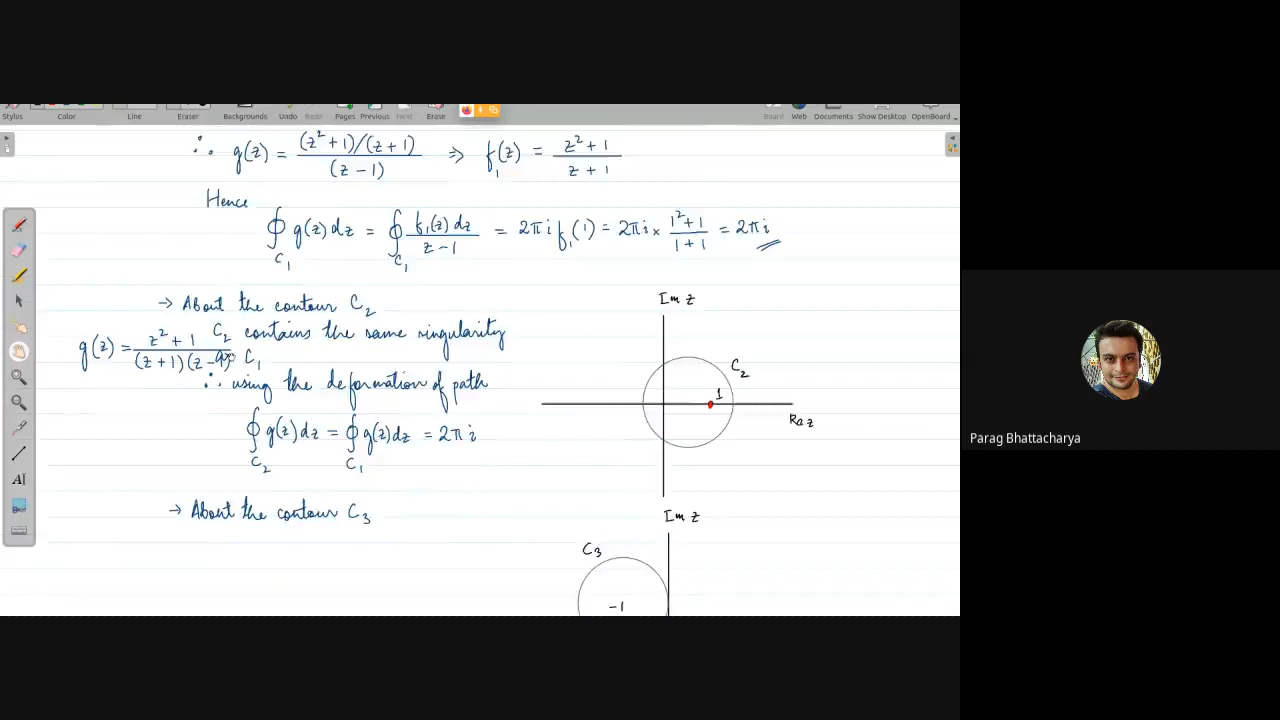 Stylus Color Line Eraser Backgrounds Undo Redo Pages Previous Next Erase Board Web Documents Show Desktop OpenBoard
∴ g(z) = (z²+1)/(z+1) / (z-1) ⇒ f₁(z) = z²+1 / z+1
Hence
∮C₁ g(z)dz = ∮C₁ f₁(z)dz / z-1 = 2πi f₁(1) = 2πi × 1²+1 / 1+1 = 2πi
→ About the contour C₂
g(z) = z²+1 / (z+1)(z-1)
C₂ contains the same singularity
as C₁
∴ using the deformation of path
∮C₂ g(z)dz = ∮C₁ g(z)dz = 2πi
→ About the contour C₃
Im z
C₂
1
Re z
Im z
C₃
-1
AI
Parag Bhattacharya